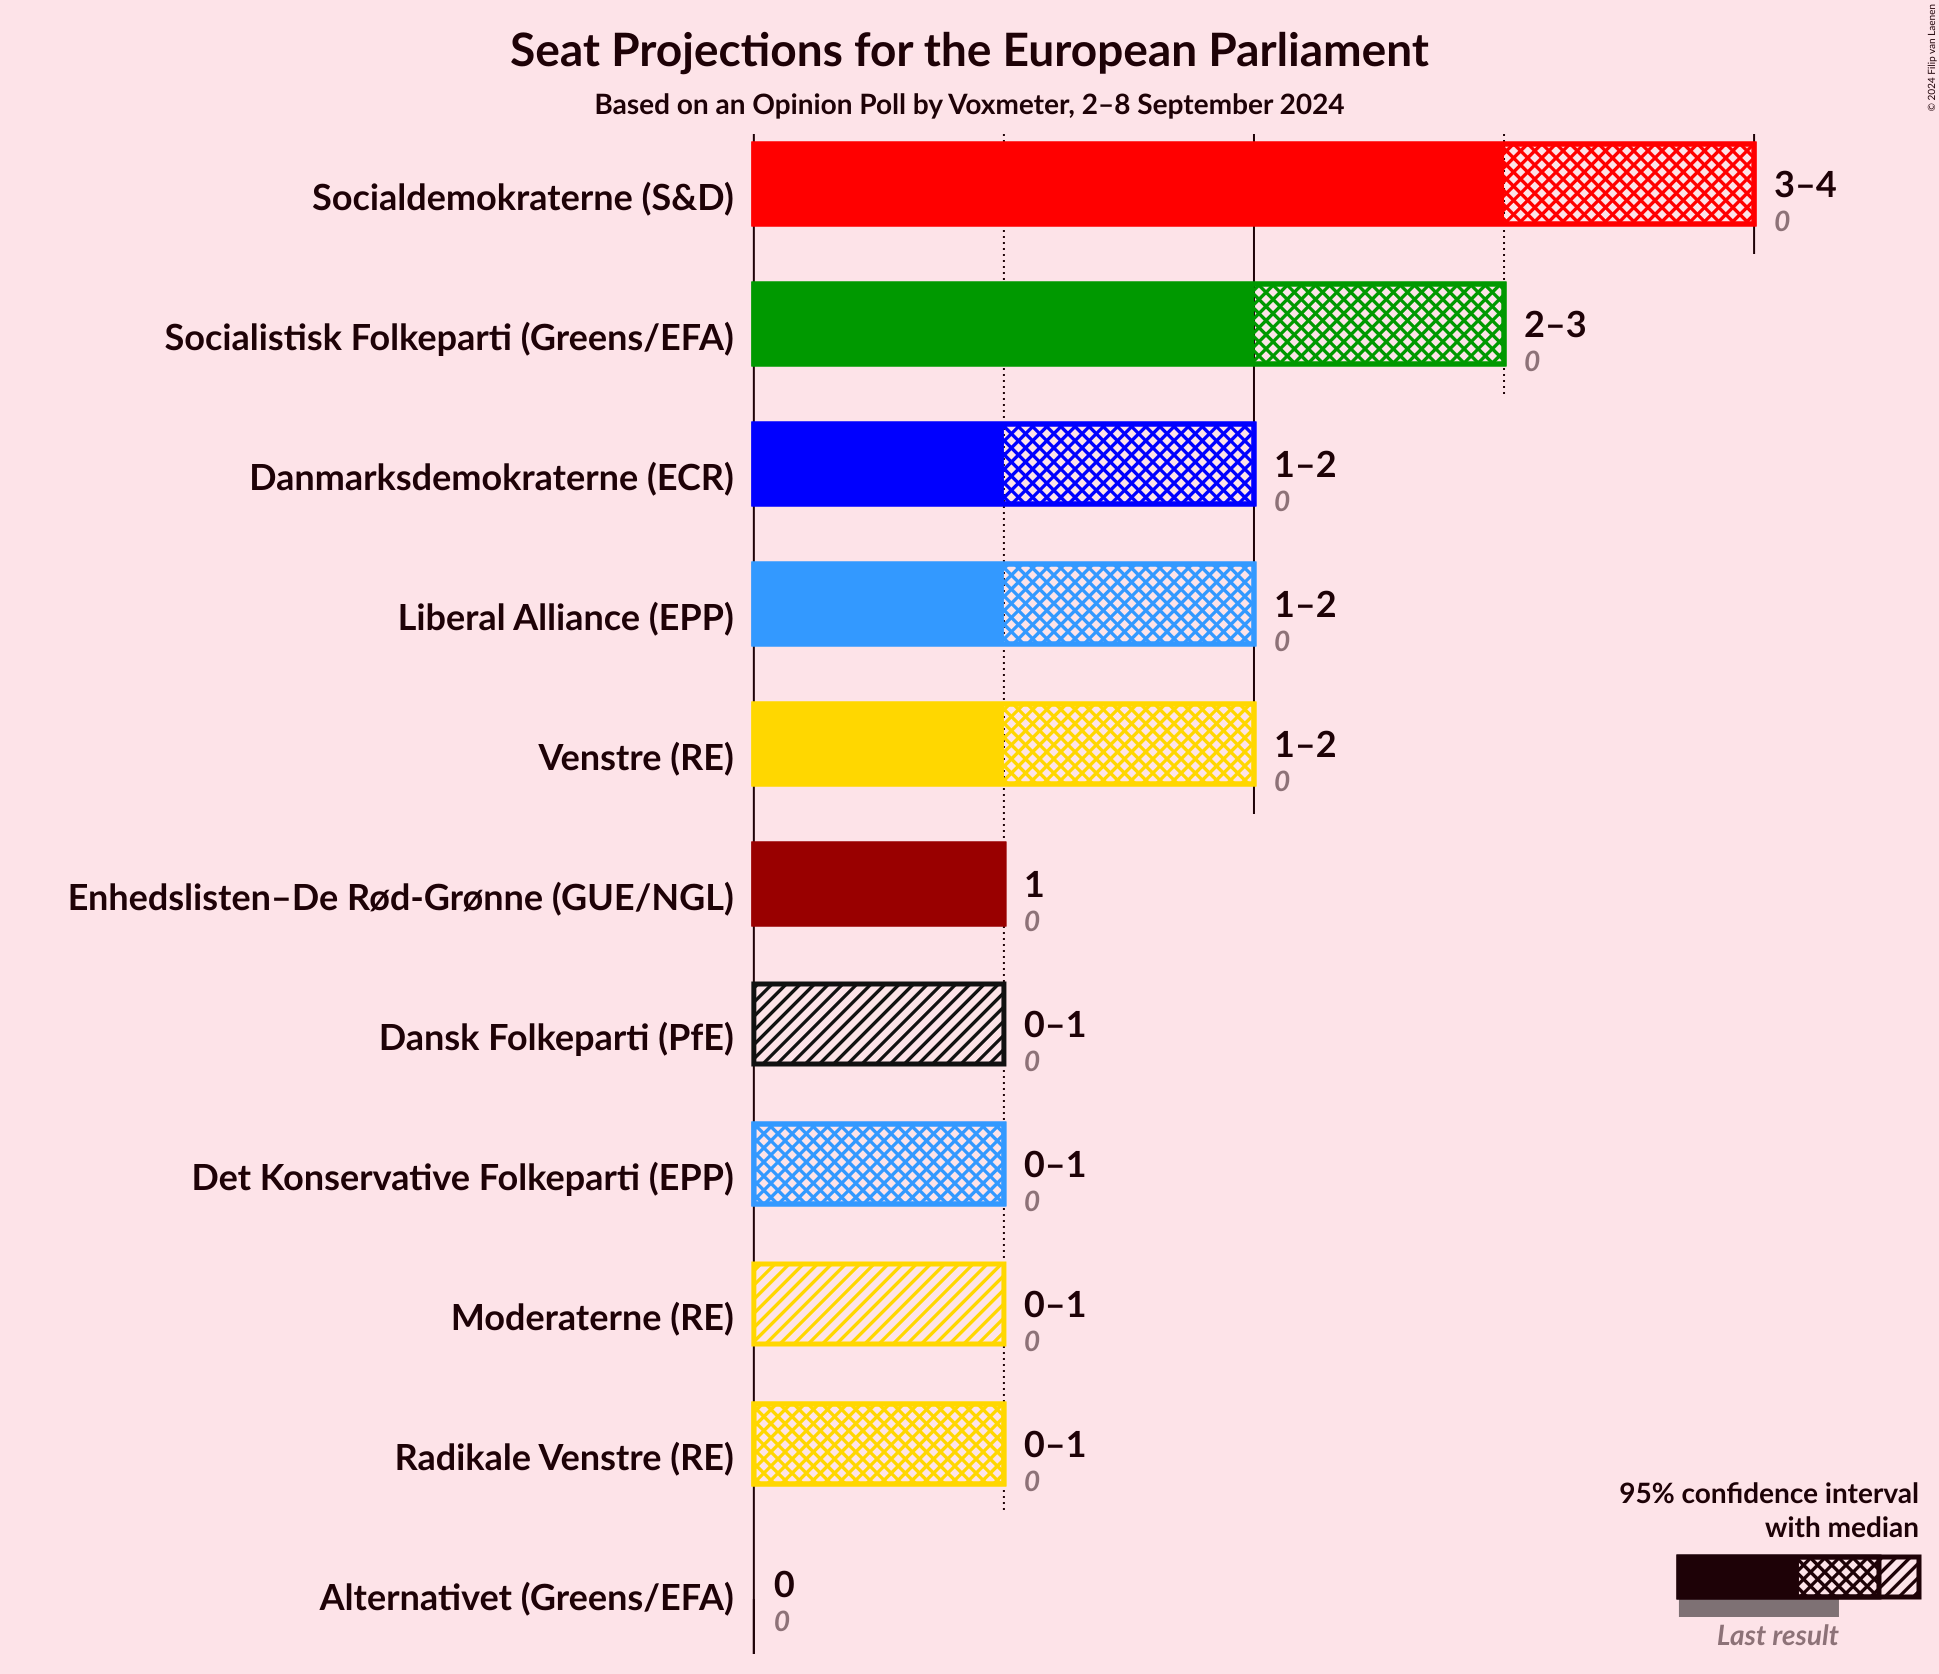 Seat Projections for the European Parliament
Based on an Opinion Poll by Voxmeter, 2–8 September 2024
© 2024 Filip van Laenen
Socialdemokraterne (S&D)
3–4
0
Socialistisk Folkeparti (Greens/EFA)
2–3
0
Danmarksdemokraterne (ECR)
1–2
0
Liberal Alliance (EPP)
1–2
0
Venstre (RE)
1–2
0
Enhedslisten–De Rød-Grønne (GUE/NGL)
1
0
Dansk Folkeparti (PfE)
0–1
0
Det Konservative Folkeparti (EPP)
0–1
0
Moderaterne (RE)
0–1
0
Radikale Venstre (RE)
0–1
0
Alternativet (Greens/EFA)
0
0
95% confidence interval
with median
Last result